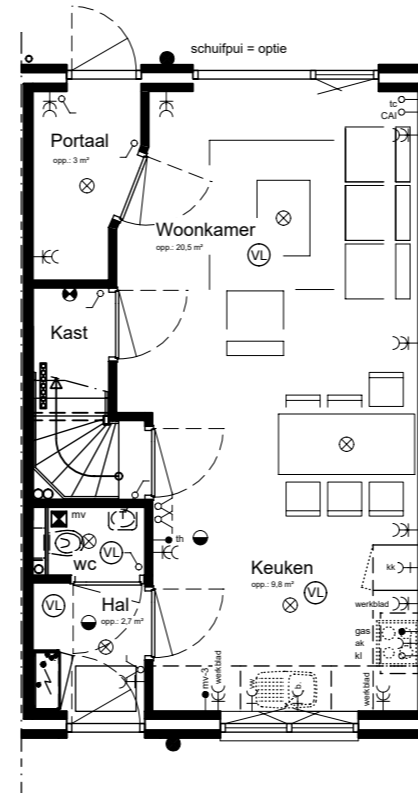 schuifpui = optie
tc
CAI
Portaal
opp.: 3 m²
Woonkamer
opp.: 20,5 m²
VL
Kast
mv
th
wc
VL
Keuken
opp.: 9,8 m²
VL
kk
werkblad
VL
Hal
opp.: 2,7 m²
gas
ak
kl
mv-3
werkblad
werkblad